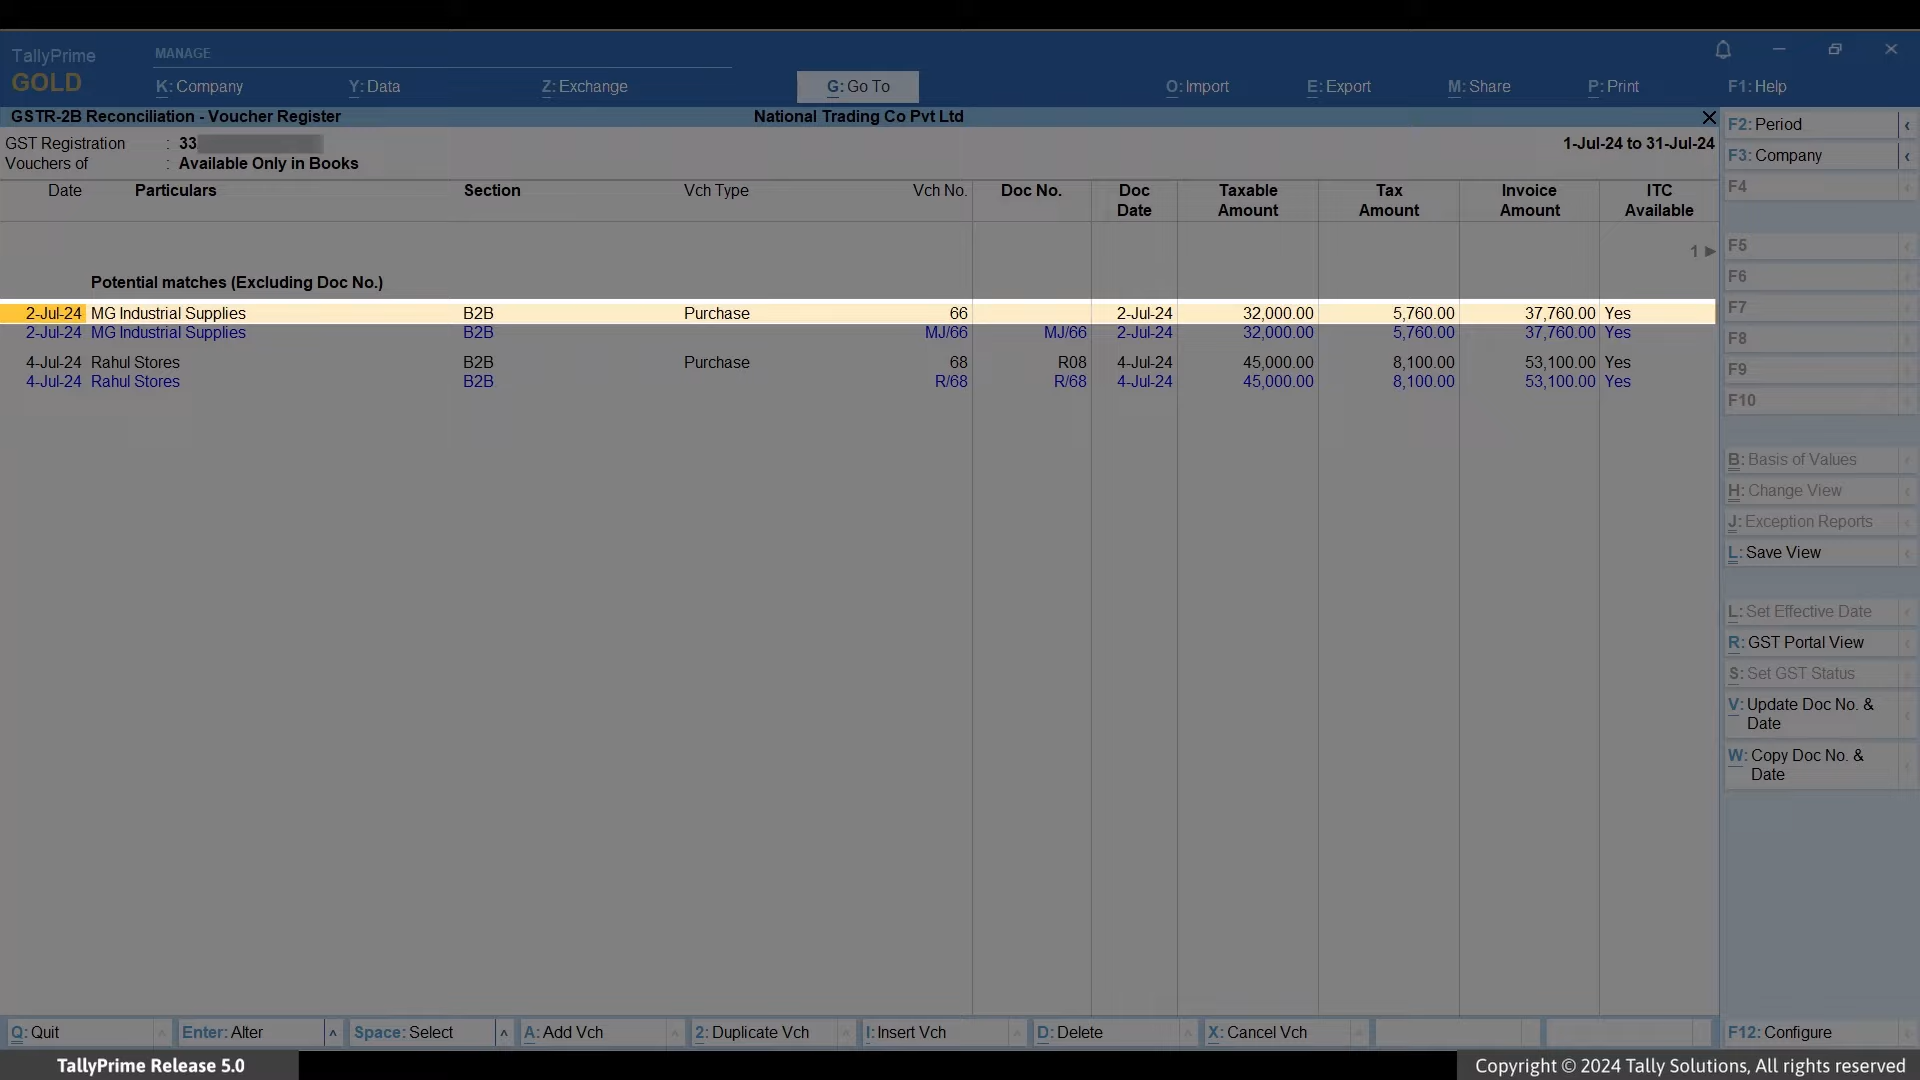 TallyPrime
GOLD
MANAGE
K: Company
Y: Data
Z: Exchange
G: Go To
O: Import
E: Export
M: Share
P: Print
F1: Help
GSTR-2B Reconciliation - Voucher Register
National Trading Co Pvt Ltd
GST Registration : 33
1-Jul-24 to 31-Jul-24
Vouchers of : Available Only in Books
Date Particulars Section Vch Type Vch No. Doc No. Doc Date Taxable Amount Tax Amount Invoice Amount ITC Available
1
Potential matches (Excluding Doc No.)
2-Jul-24 MG Industrial Supplies B2B Purchase 66 2-Jul-24 32,000.00 5,760.00 37,760.00 Yes
2-Jul-24 MG Industrial Supplies B2B MJ/66 MJ/66 2-Jul-24 32,000.00 5,760.00 37,760.00 Yes
4-Jul-24 Rahul Stores B2B Purchase 68 R08 4-Jul-24 45,000.00 8,100.00 53,100.00 Yes
4-Jul-24 Rahul Stores B2B R/68 R/68 4-Jul-24 45,000.00 8,100.00 53,100.00 Yes
F2: Period
F3: Company
F4
F5
F6
F7
F8
F9
F10
B: Basis of Values
H: Change View
J: Exception Reports
L: Save View
L: Set Effective Date
R: GST Portal View
S: Set GST Status
V: Update Doc No. &
Date
W: Copy Doc No. &
Date
Q: Quit
Enter: Alter
Space: Select
A: Add Vch
2: Duplicate Vch
I: Insert Vch
D: Delete
X: Cancel Vch
F12: Configure
TallyPrime Release 5.0
Copyright © 2024 Tally Solutions, All rights reserved